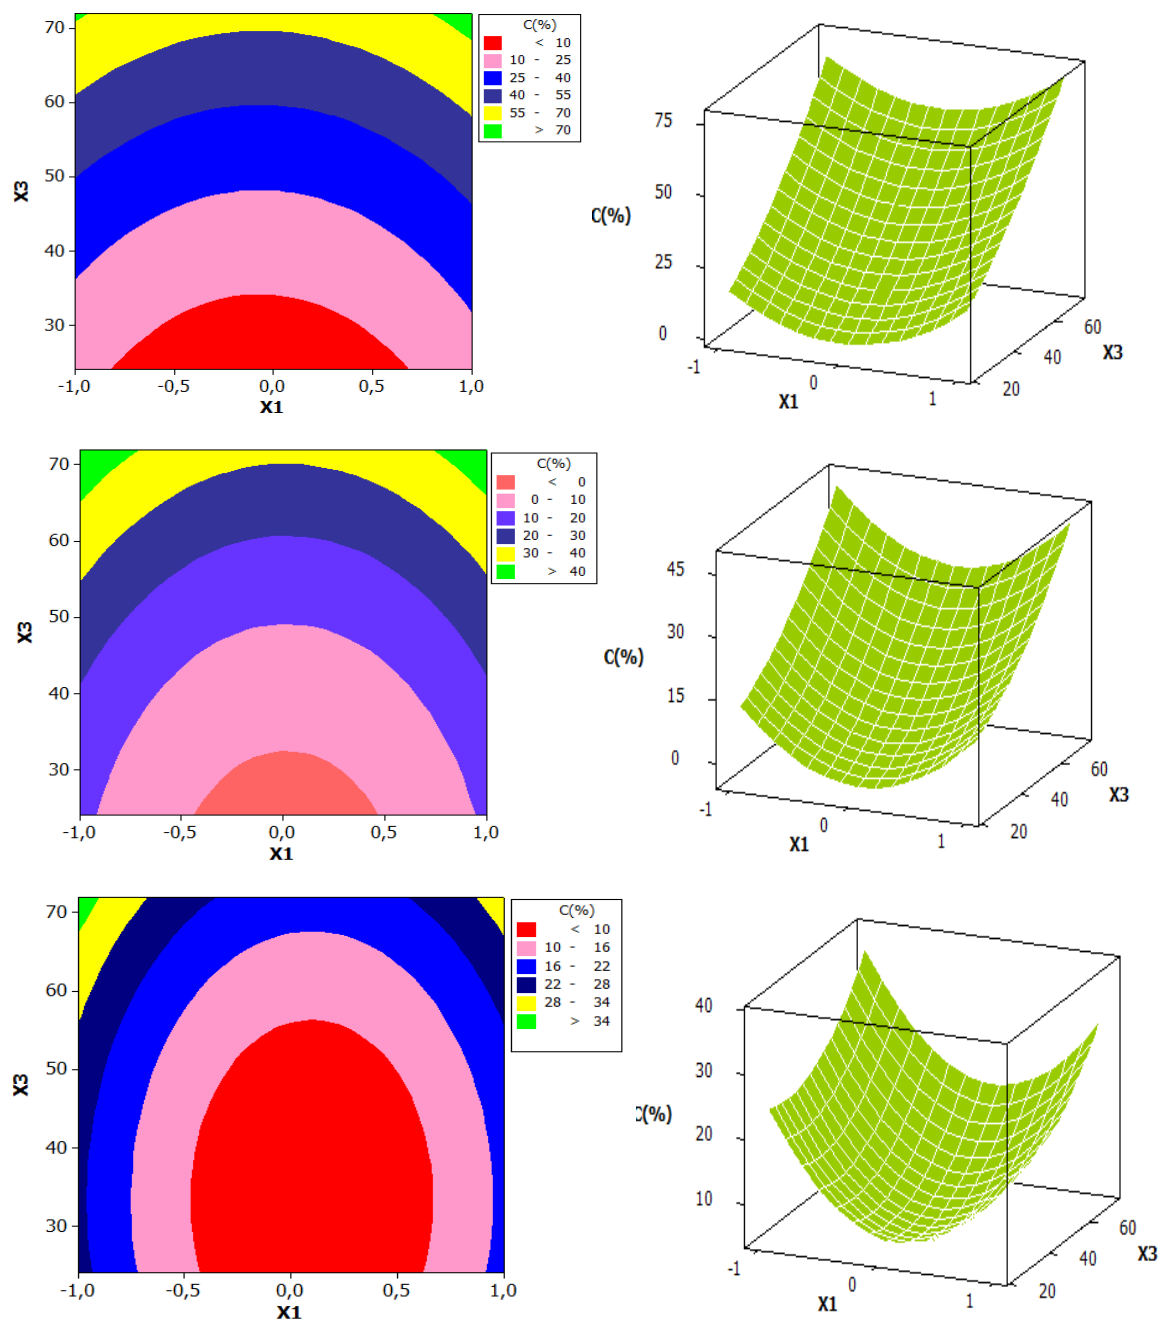 C(%)
< 10
10 - 25
25 - 40
40 - 55
55 - 70
> 70
70
60
50
40
30
X3
-1,0
-0,5
0,0
0,5
1,0
X1
75
50
25
0
C(%)
-1
0
1
X1
20
40
60
X3
C(%)
< 0
0 - 10
10 - 20
20 - 30
30 - 40
> 40
70
60
50
40
30
X3
-1,0
-0,5
0,0
0,5
1,0
X1
45
30
15
0
C(%)
-1
0
1
X1
20
40
60
X3
C(%)
< 10
10 - 16
16 - 22
22 - 28
28 - 34
> 34
70
60
50
40
30
X3
-1,0
-0,5
0,0
0,5
1,0
X1
40
30
20
10
C(%)
-1
0
1
X1
20
40
60
X3